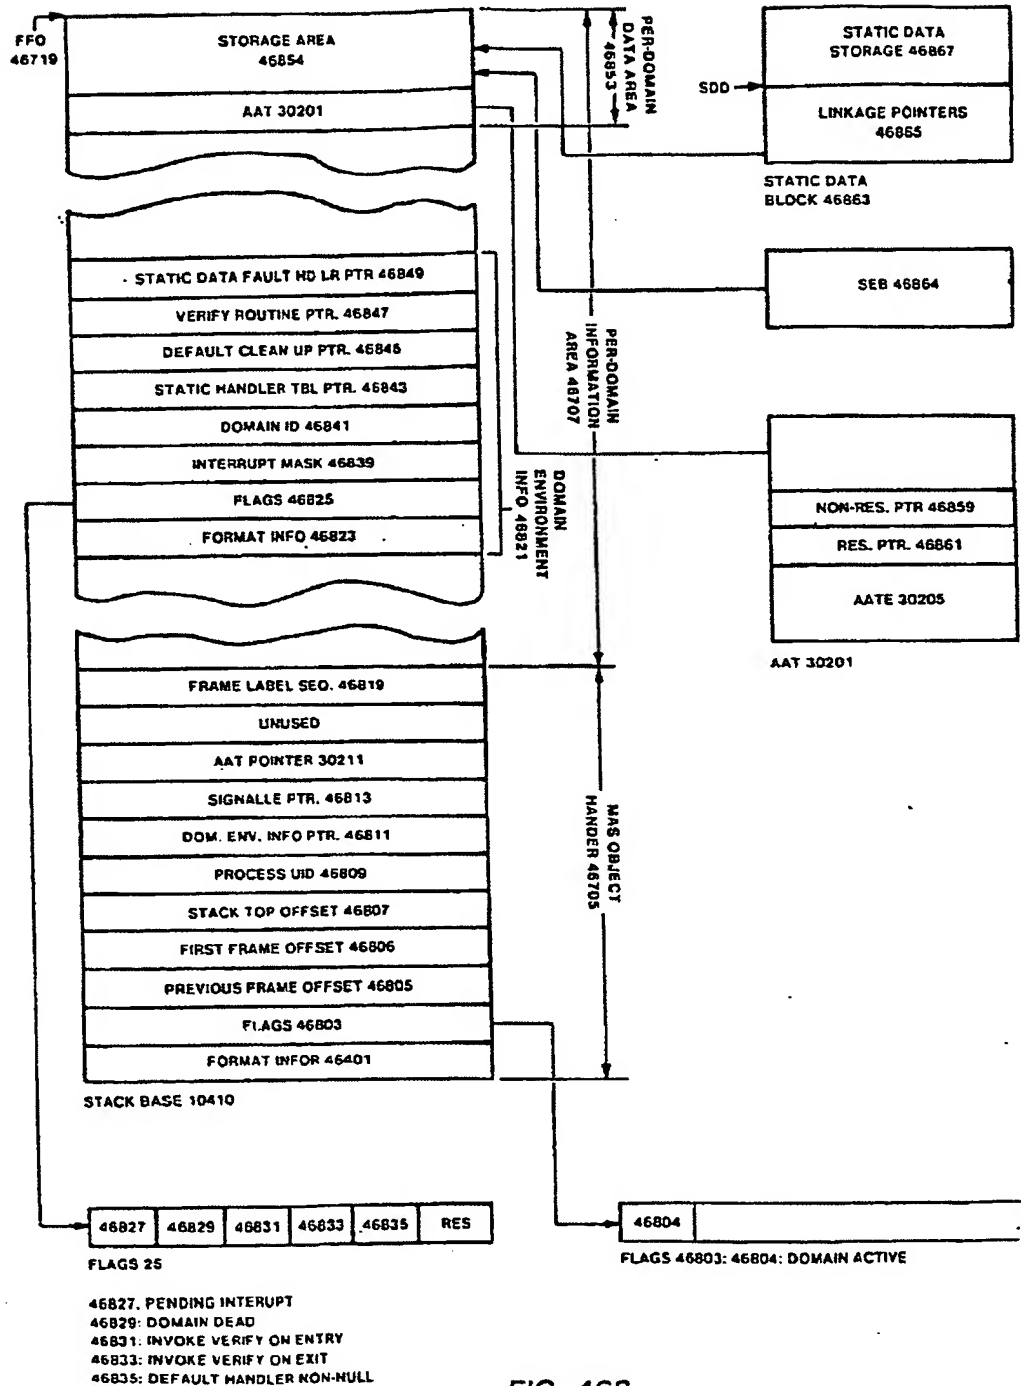 FFO
46719
STORAGE AREA
46854
AAT 30201
PER-DOMAIN
DATA AREA
46853
STATIC DATA
STORAGE 46867
SDD
LINKAGE POINTERS
46865
STATIC DATA
BLOCK 46863
SEB 46864
STATIC DATA FAULT HD LR PTR 46849
VERIFY ROUTINE PTR. 46847
DEFAULT CLEAN UP PTR. 46845
STATIC HANDLER TBL PTR. 46843
DOMAIN ID 46841
INTERRUPT MASK 46839
FLAGS 46825
FORMAT INFO 46823
DOMAIN
ENVIRONMENT
INFO 46821
PER-DOMAIN
INFORMATION
AREA 46707
NON-RES. PTR 46859
RES. PTR. 46861
AATE 30205
AAT 30201
FRAME LABEL SEQ. 46819
UNUSED
AAT POINTER 30211
SIGNALLE PTR. 46813
DOM. ENV. INFO PTR. 46811
PROCESS UID 46809
STACK TOP OFFSET 46807
FIRST FRAME OFFSET 46806
PREVIOUS FRAME OFFSET 46805
FLAGS 46803
FORMAT INFOR 46401
MAS OBJECT
HANDER 46705
STACK BASE 10410
46827 46829 46831 46833 46835 RES
FLAGS 25
46804
FLAGS 46803: 46804: DOMAIN ACTIVE
46827. PENDING INTERUPT
46829: DOMAIN DEAD
46831: INVOKE VERIFY ON ENTRY
46833: INVOKE VERIFY ON EXIT
46835: DEFAULT HANDLER NON-NULL
FIG. 468